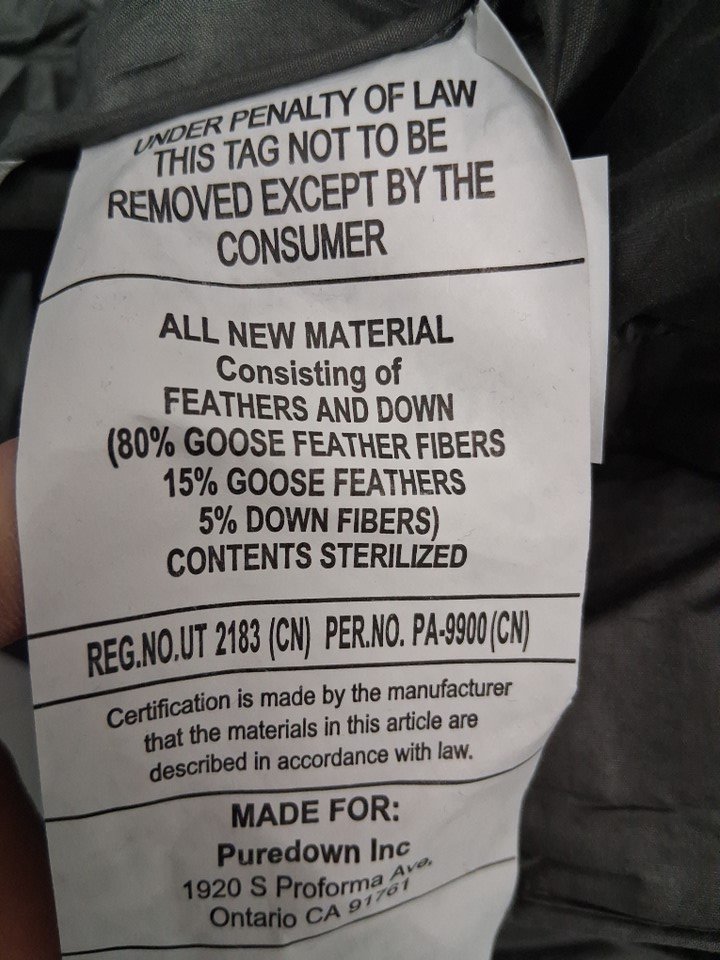 UNDER PENALTY OF LAW
THIS TAG NOT TO BE
REMOVED EXCEPT BY THE
CONSUMER
ALL NEW MATERIAL
Consisting of
FEATHERS AND DOWN
(80% GOOSE FEATHER FIBERS
15% GOOSE FEATHERS
5% DOWN FIBERS)
CONTENTS STERILIZED
REG.NO.UT 2183 (CN) PER.NO. PA-9900(CN)
Certification is made by the manufacturer
that the materials in this article are
described in accordance with law.
MADE FOR:
Puredown Inc
1920 S Proforma Ave,
Ontario CA 91761